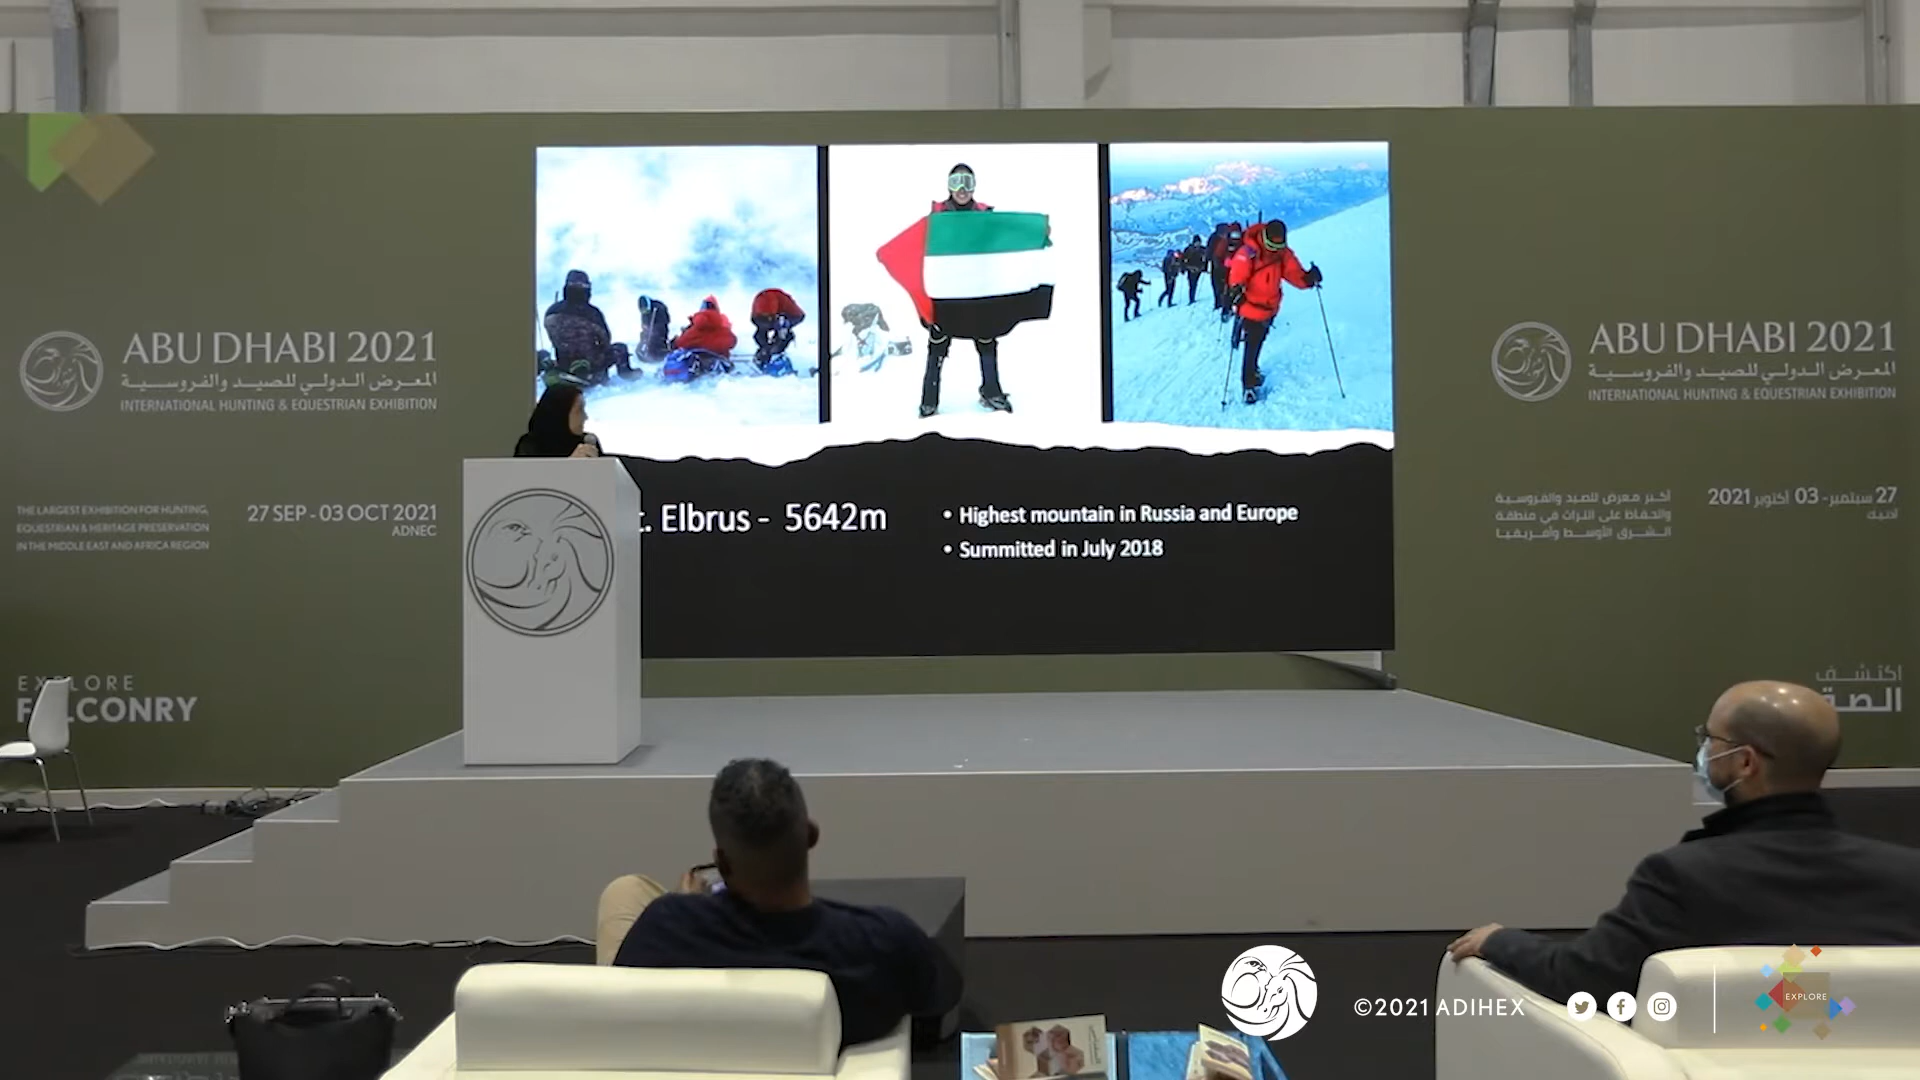 ABU DHABI 2021
المعرض الدولي للصيد والفروسية
INTERNATIONAL HUNTING & EQUESTRIAN EXHIBITION
THE LARGEST EXHIBITION FOR HUNTING,
EQUESTRIAN & HERITAGE PRESERVATION
IN THE MIDDLE EAST AND AFRICA REGION
27 SEP - 03 OCT 2021
ADNEC
EXPLORE
FALCONRY
t. Elbrus - 5642m
• Highest mountain in Russia and Europe
• Summitted in July 2018
ABU DHABI 2021
المعرض الدولي للصيد والفروسية
INTERNATIONAL HUNTING & EQUESTRIAN EXHIBITION
27 سبتمبر - 03 أكتوبر 2021
أدنيك
أكبر معرض للصيد والفروسية
والحفاظ على التراث في منطقة
الشرق الأوسط وأفريقيا
اكتشف
الصق
©2021 ADIHEX
EXPLORE